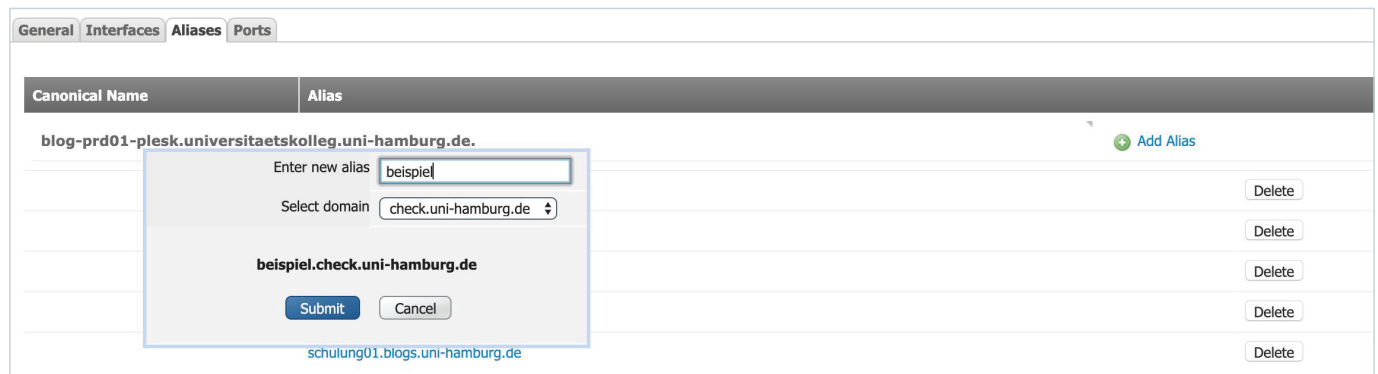 General Interfaces Aliases Ports
Canonical Name Alias
blog-prd01-plesk.universitaetskolleg.uni-hamburg.de. Add Alias
Enter new alias beispiel
Delete
Select domain check.uni-hamburg.de
Delete
beispiel.check.uni-hamburg.de
Delete
Submit Cancel
Delete
schulung01.blogs.uni-hamburg.de Delete